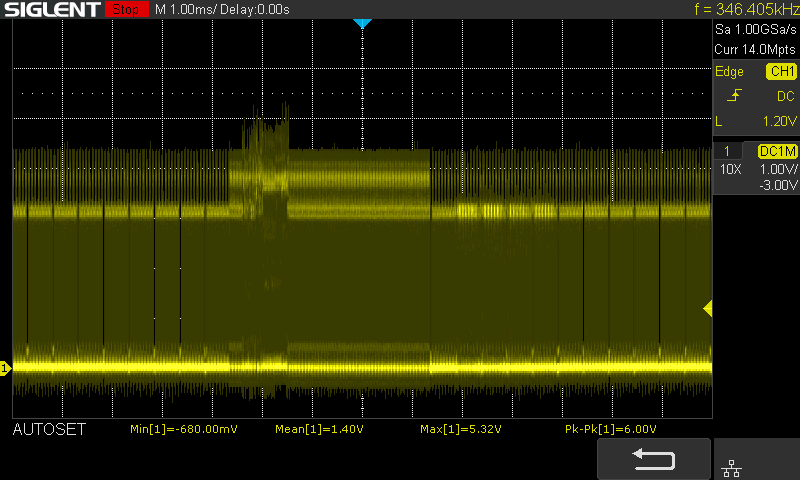 SIGLENT Stop M 1.00ms/ Delay:0.00s f = 346.405kHz
Sa 1.00GSa/s
Curr 14.0Mpts
Edge CH1
DC
L 1.20V
1 DC1M
10X 1.00V/
-3.00V
1
AUTOSET Min[1]=-680.00mV Mean[1]=1.40V Max[1]=5.32V Pk-Pk[1]=6.00V